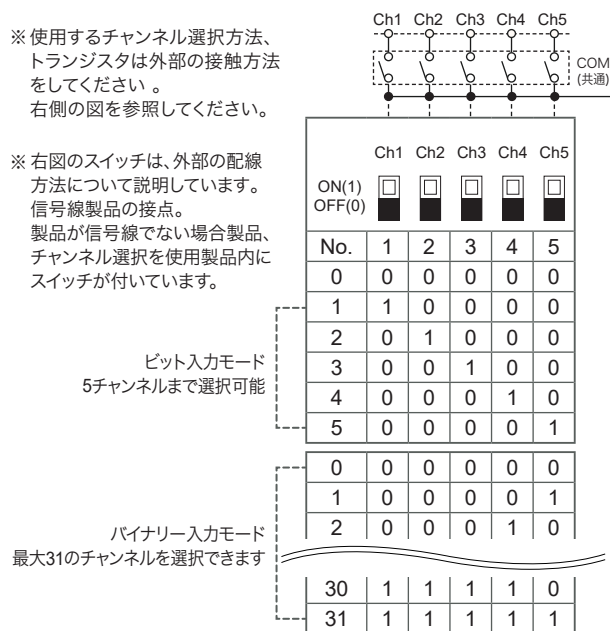 ※ 使用するチャンネル選択方法、
トランジスタは外部の接触方法
をしてください 。
右側の図を参照してください。
※ 右図のスイッチは、外部の配線
方法について説明しています。
信号線製品の接点。
製品が信号線でない場合製品、
チャンネル選択を使用製品内に
スイッチが付いています。
Ch1 Ch2 Ch3 Ch4 Ch5
COM
(共通)
Ch1 Ch2 Ch3 Ch4 Ch5
ON(1)
OFF(0)
No. 1 2 3 4 5
0 0 0 0 0 0
1 1 0 0 0 0
2 0 1 0 0 0
3 0 0 1 0 0
4 0 0 0 1 0
5 0 0 0 0 1
ビット入力モード
5チャンネルまで選択可能
0 0 0 0 0 0
1 0 0 0 0 1
2 0 0 0 1 0
30 1 1 1 1 0
31 1 1 1 1 1
バイナリー入力モード
最大31のチャンネルを選択できます